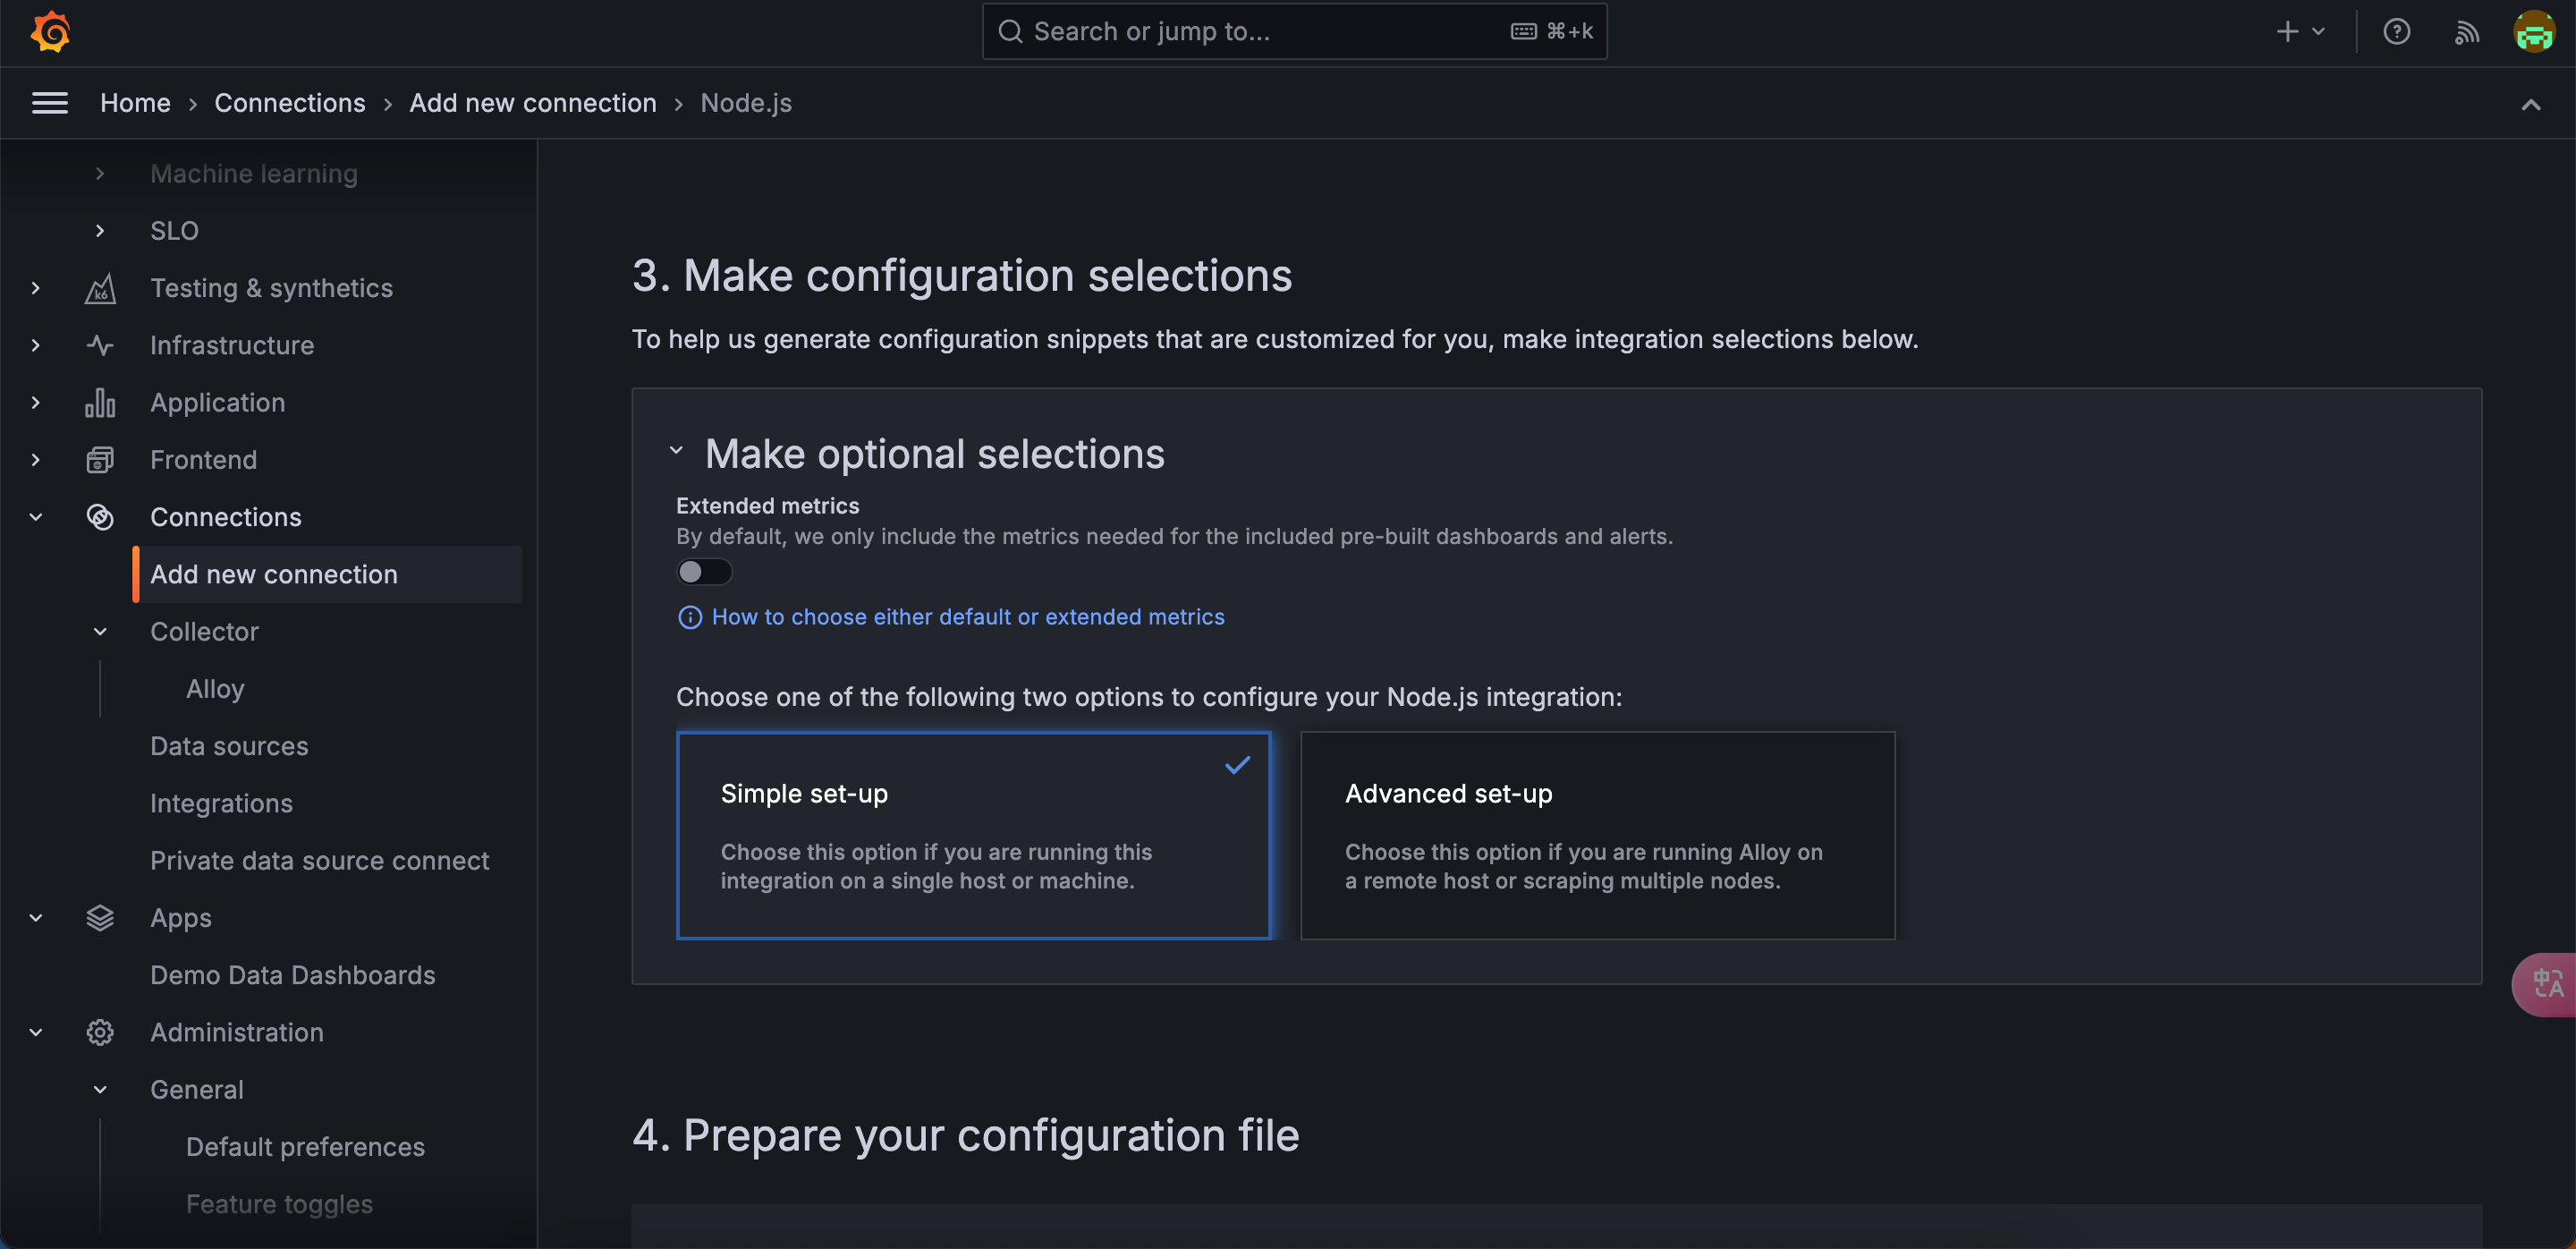 Search or jump to...
⌘+k
Home › Connections › Add new connection › Node.js
Machine learning
SLO
Testing & synthetics
Infrastructure
Application
Frontend
Connections
Add new connection
Collector
Alloy
Data sources
Integrations
Private data source connect
Apps
Demo Data Dashboards
Administration
General
Default preferences
Feature toggles
3. Make configuration selections
To help us generate configuration snippets that are customized for you, make integration selections below.
Make optional selections
Extended metrics
By default, we only include the metrics needed for the included pre-built dashboards and alerts.
How to choose either default or extended metrics
Choose one of the following two options to configure your Node.js integration:
Simple set-up
Choose this option if you are running this
integration on a single host or machine.
Advanced set-up
Choose this option if you are running Alloy on
a remote host or scraping multiple nodes.
4. Prepare your configuration file
k6
中
A